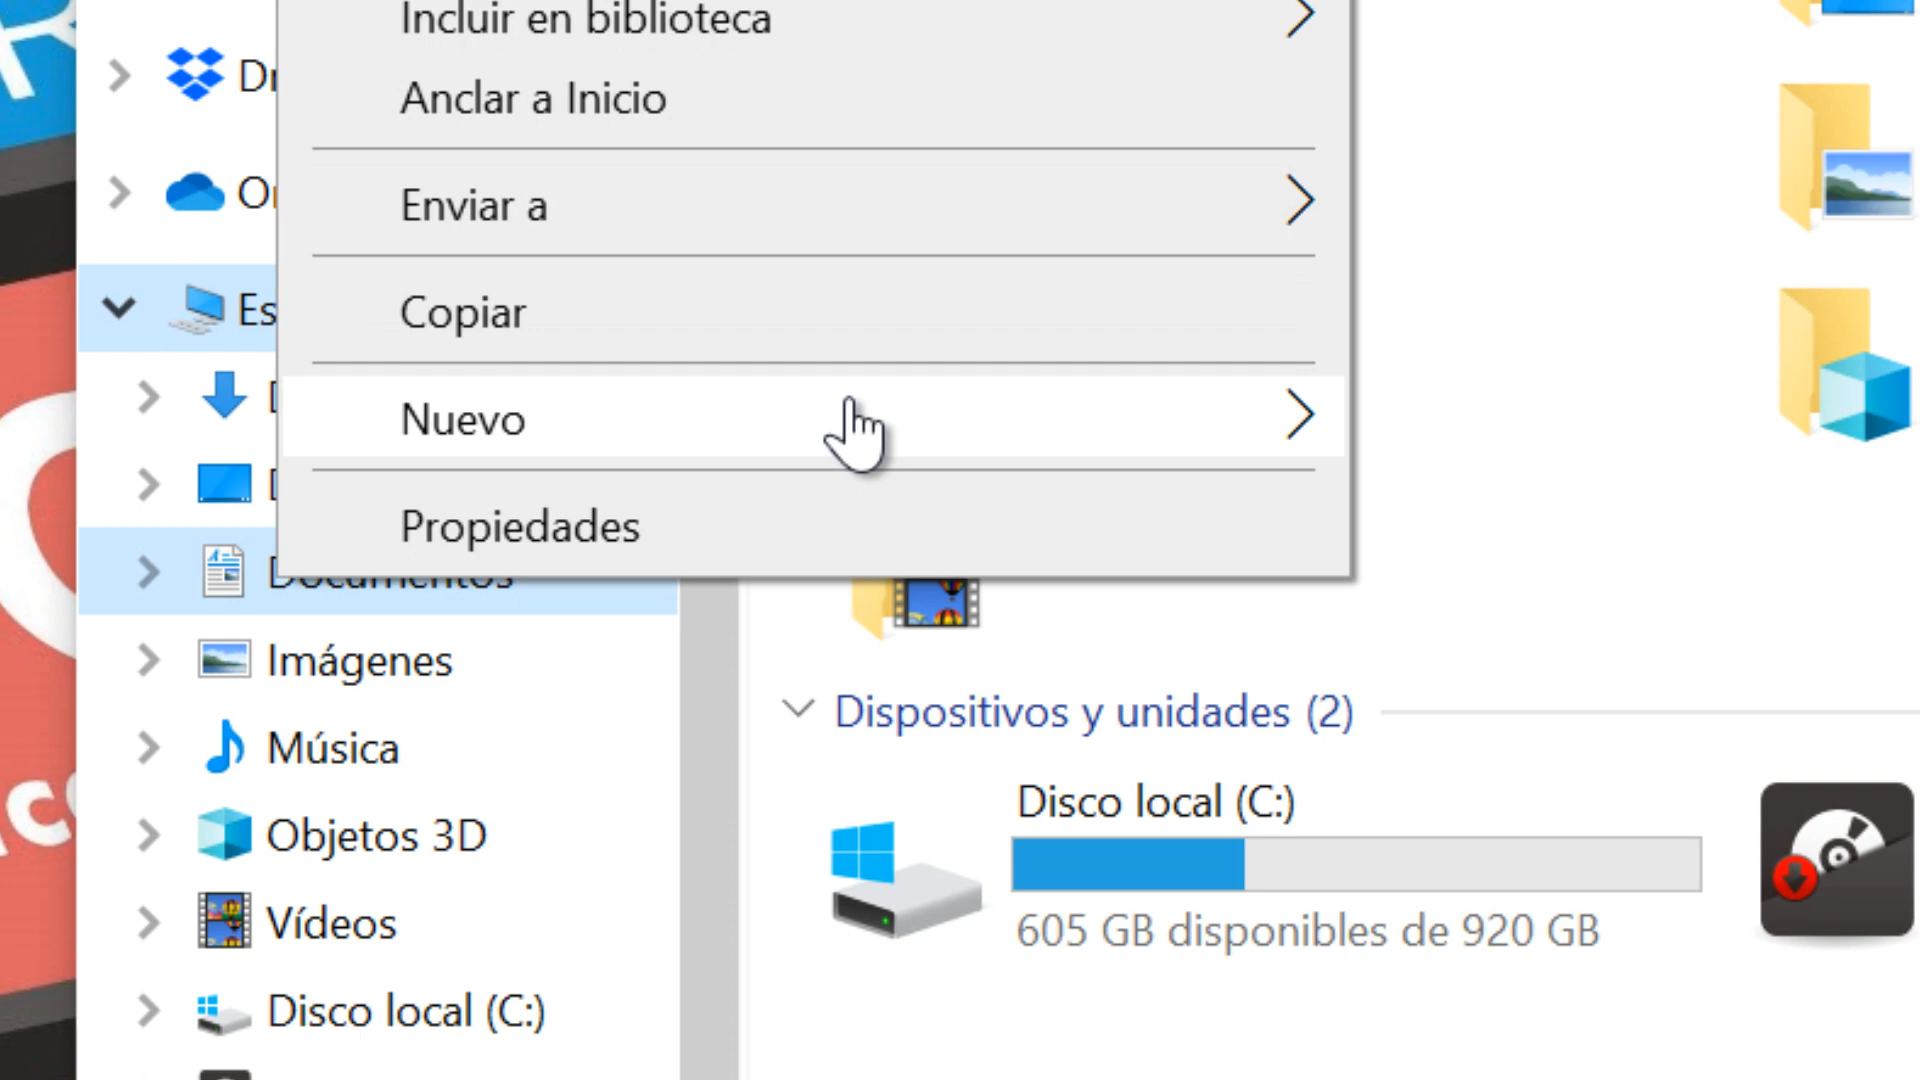 Incluir en biblioteca
Anclar a Inicio
Enviar a
Copiar
Nuevo
Propiedades
Documentos
Imágenes
Música
Objetos 3D
Vídeos
Disco local (C:)
Dispositivos y unidades (2)
Disco local (C:)
605 GB disponibles de 920 GB